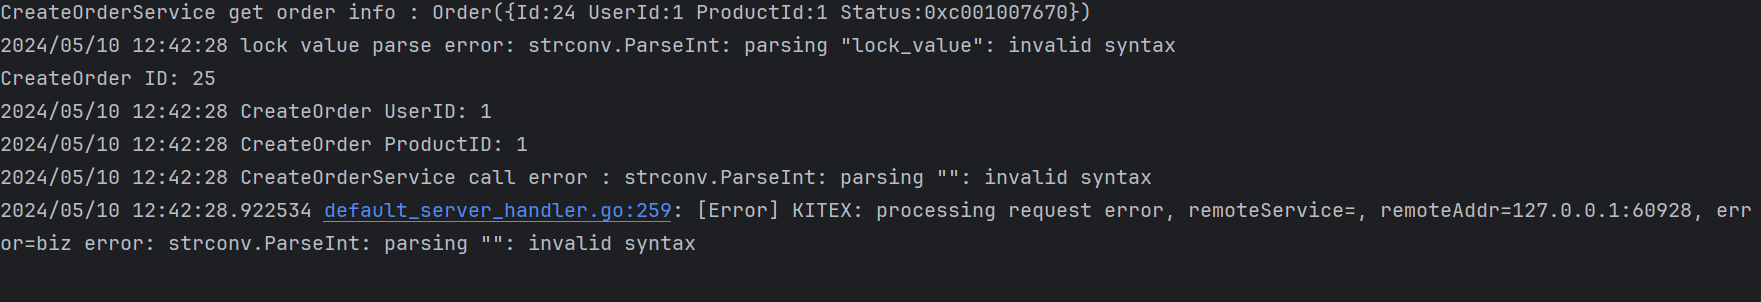 CreateOrderService get order info : Order({Id:24 UserId:1 ProductId:1 Status:0xc001007670})
2024/05/10 12:42:28 lock value parse error: strconv.ParseInt: parsing "lock_value": invalid syntax
CreateOrder ID: 25
2024/05/10 12:42:28 CreateOrder UserID: 1
2024/05/10 12:42:28 CreateOrder ProductID: 1
2024/05/10 12:42:28 CreateOrderService call error : strconv.ParseInt: parsing "": invalid syntax
2024/05/10 12:42:28.922534 default_server_handler.go:259: [Error] KITEX: processing request error, remoteService=, remoteAddr=127.0.0.1:60928, err
or=biz error: strconv.ParseInt: parsing "": invalid syntax